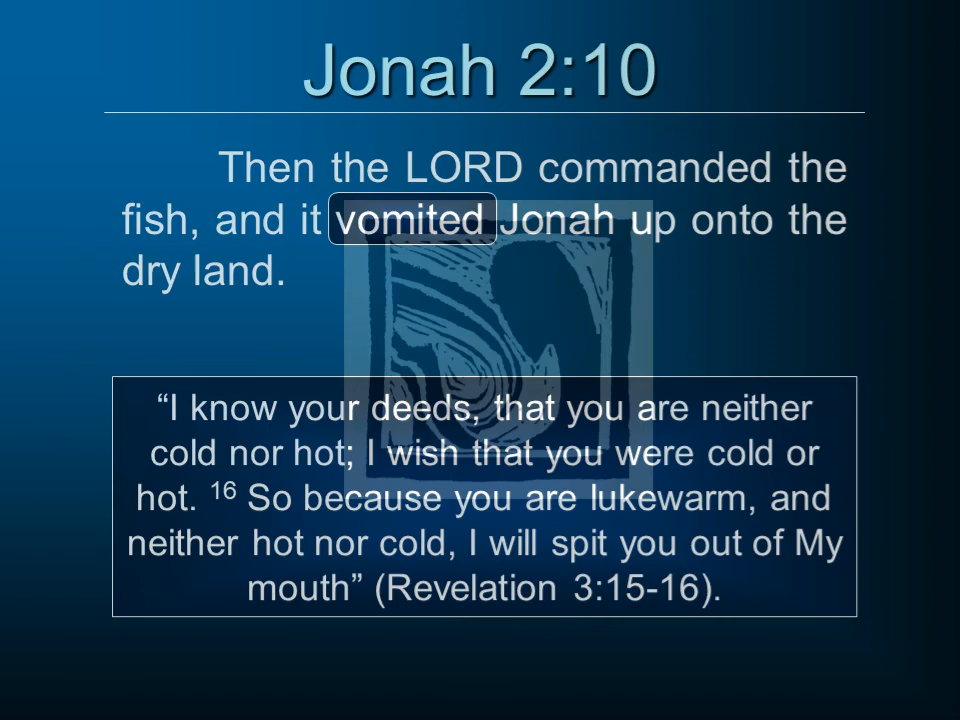 Jonah 2:10
Then the LORD commanded the
fish, and it vomited Jonah up onto the
dry land.
“I know your deeds, that you are neither
cold nor hot; I wish that you were cold or
hot. 16 So because you are lukewarm, and
neither hot nor cold, I will spit you out of My
mouth” (Revelation 3:15-16).